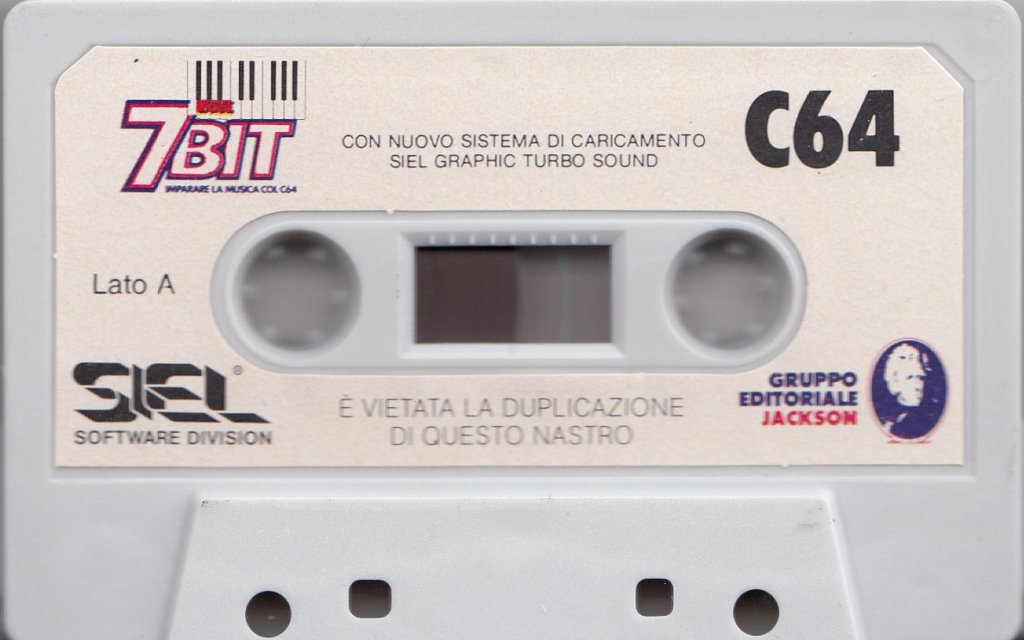 7BIT
IMPARARE LA MUSICA COL C64
CON NUOVO SISTEMA DI CARICAMENTO
SIEL GRAPHIC TURBO SOUND
C64
Lato A
SIEL®
SOFTWARE DIVISION
È VIETATA LA DUPLICAZIONE
DI QUESTO NASTRO
GRUPPO
EDITORIALE
JACKSON